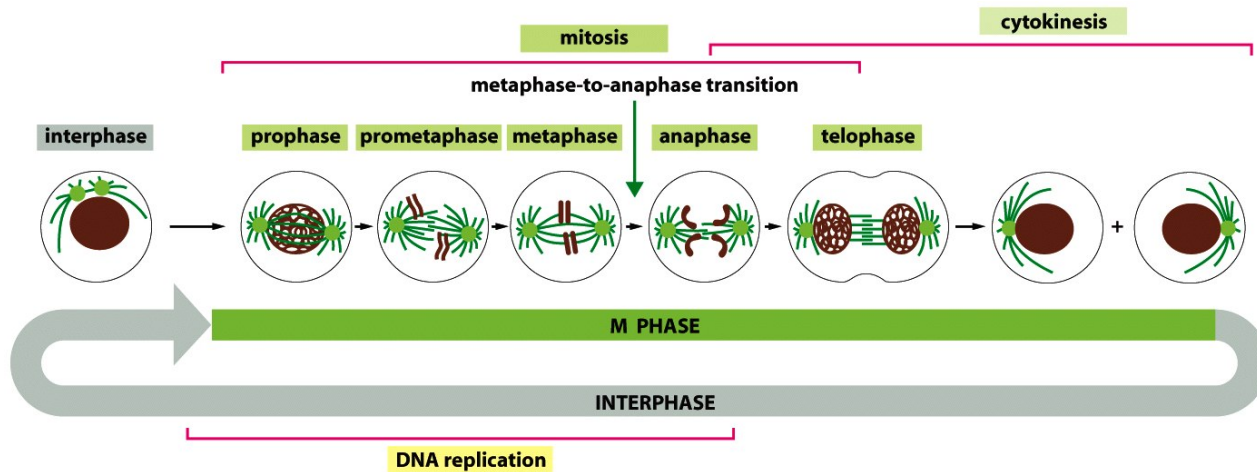 cytokinesis
mitosis
metaphase-to-anaphase transition
interphase
prophase
prometaphase
metaphase
anaphase
telophase
+
M PHASE
INTERPHASE
DNA replication